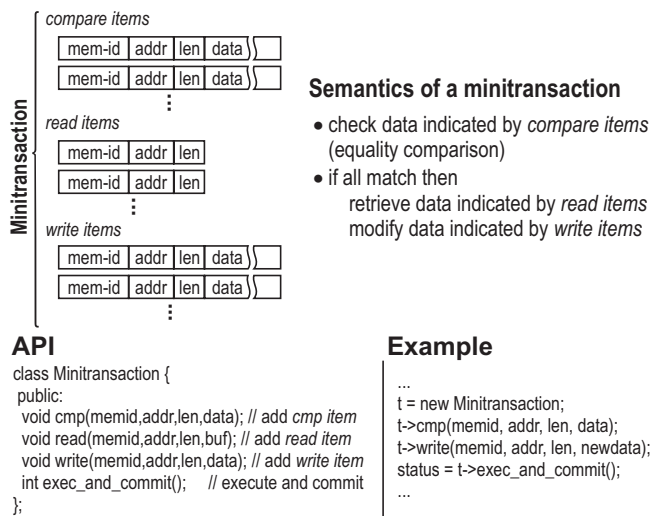 compare items
mem-id addr len data
mem-id addr len data
Minitransaction
read items
mem-id addr len
mem-id addr len
write items
mem-id addr len data
mem-id addr len data
Semantics of a minitransaction
• check data indicated by compare items
(equality comparison)
• if all match then
retrieve data indicated by read items
modify data indicated by write items
API
class Minitransaction {
public:
void cmp(memid,addr,len,data); // add cmp item
void read(memid,addr,len,buf); // add read item
void write(memid,addr,len,data); // add write item
int exec_and_commit(); // execute and commit
};
Example
...
t = new Minitransaction;
t->cmp(memid, addr, len, data);
t->write(memid, addr, len, newdata);
status = t->exec_and_commit();
...